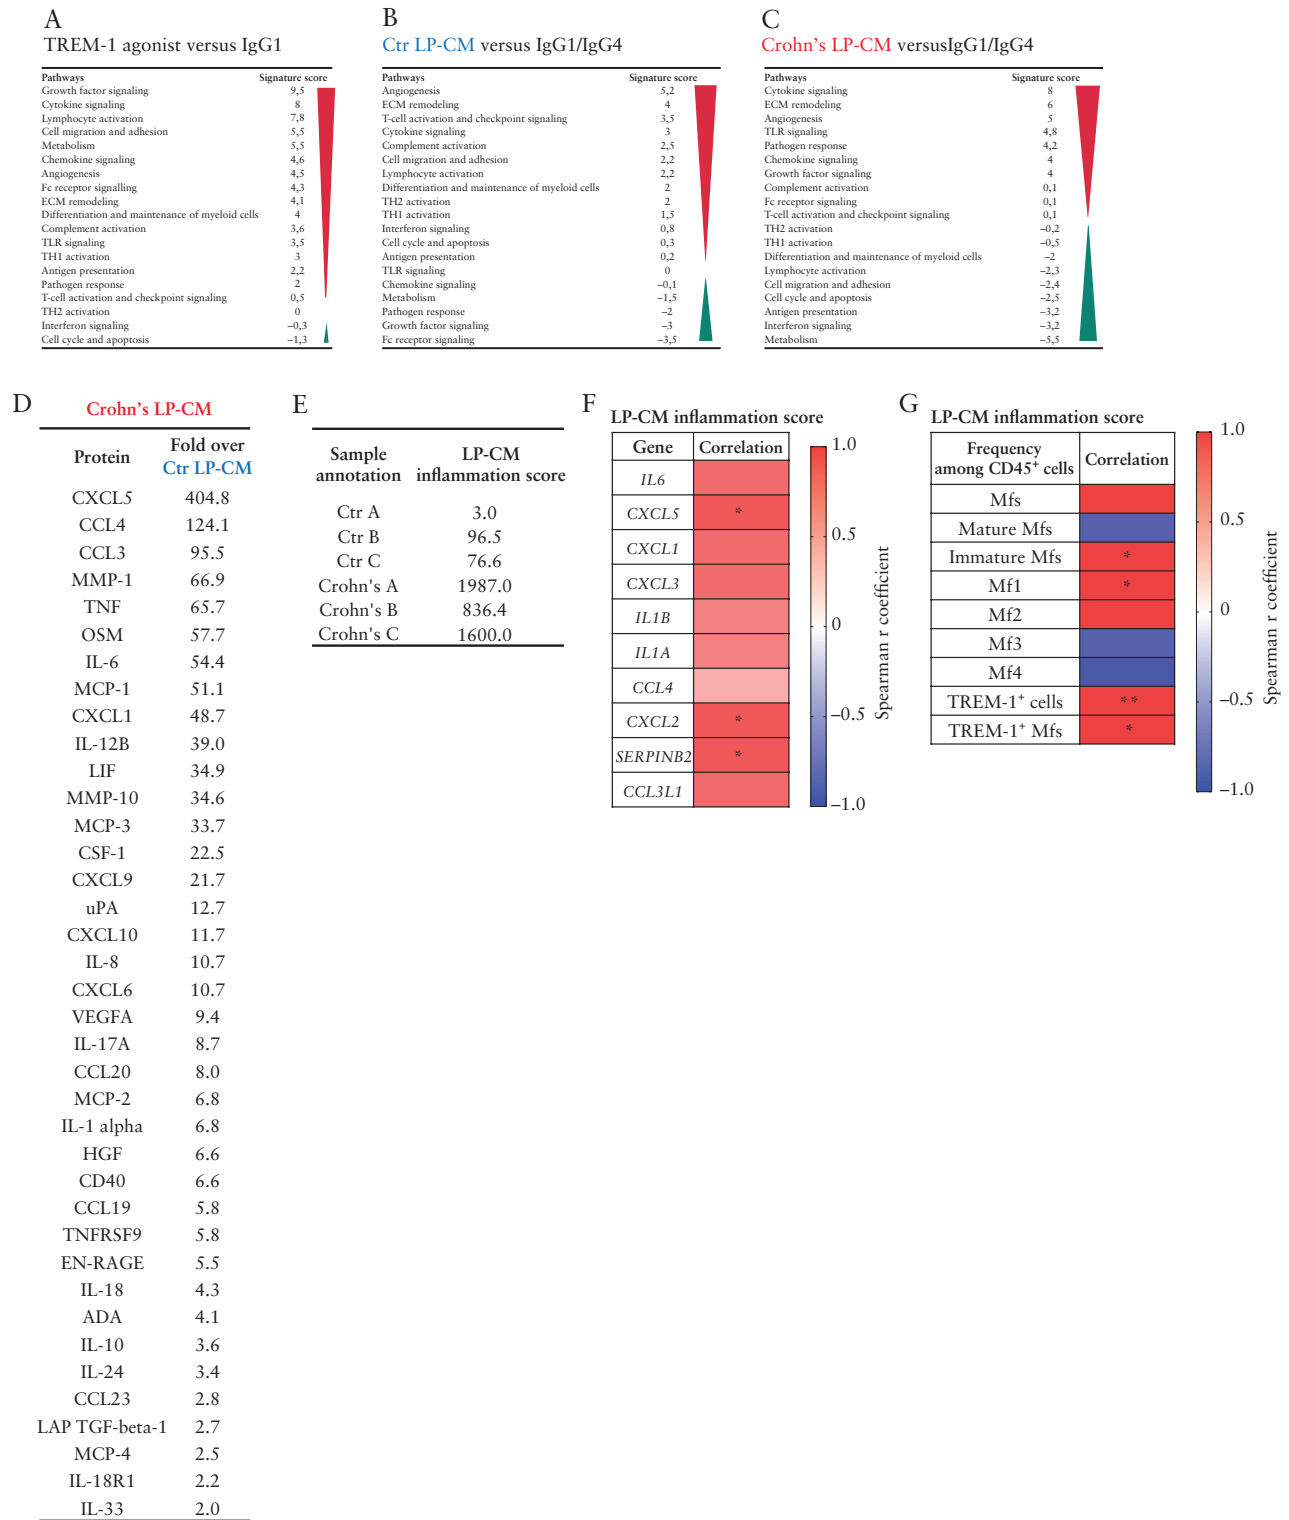 A
TREM-1 agonist versus IgG1
Pathways Signature score
Growth factor signaling 9,5
Cytokine signaling 8
Lymphocyte activation 7,8
Cell migration and adhesion 5,5
Metabolism 5,5
Chemokine signaling 4,6
Angiogenesis 4,5
Fc receptor signalling 4,3
ECM remodeling 4,1
Differentiation and maintenance of myeloid cells 4
Complement activation 3,6
TLR signaling 3,5
TH1 activation 3
Antigen presentation 2,2
Pathogen response 2
T-cell activation and checkpoint signaling 0,5
TH2 activation 0
Interferon signaling –0,3
Cell cycle and apoptosis –1,3
B
Ctr LP-CM versus IgG1/IgG4
Pathways Signature score
Angiogenesis 5,2
ECM remodeling 4
T-cell activation and checkpoint signaling 3,5
Cytokine signaling 3
Complement activation 2,5
Cell migration and adhesion 2,2
Lymphocyte activation 2,2
Differentiation and maintenance of myeloid cells 2
TH2 activation 2
TH1 activation 1,5
Interferon signaling 0,8
Cell cycle and apoptosis 0,3
Antigen presentation 0,2
TLR signaling 0
Chemokine signaling –0,1
Metabolism –1,5
Pathogen response –2
Growth factor signaling –3
Fc receptor signaling –3,5
C
Crohn's LP-CM versusIgG1/IgG4
Pathways Signature score
Cytokine signaling 8
ECM remodeling 6
Angiogenesis 5
TLR signaling 4,8
Pathogen response 4,2
Chemokine signaling 4
Growth factor signaling 4
Complement activation 0,1
Fc receptor signaling 0,1
T-cell activation and checkpoint signaling 0,1
TH2 activation –0,2
TH1 activation –0,5
Differentiation and maintenance of myeloid cells –2
Lymphocyte activation –2,3
Cell migration and adhesion –2,4
Cell cycle and apoptosis –2,5
Antigen presentation –3,2
Interferon signaling –3,2
Metabolism –5,5
D
Crohn's LP-CM
Protein Fold over
Ctr LP-CM
CXCL5 404.8
CCL4 124.1
CCL3 95.5
MMP-1 66.9
TNF 65.7
OSM 57.7
IL-6 54.4
MCP-1 51.1
CXCL1 48.7
IL-12B 39.0
LIF 34.9
MMP-10 34.6
MCP-3 33.7
CSF-1 22.5
CXCL9 21.7
uPA 12.7
CXCL10 11.7
IL-8 10.7
CXCL6 10.7
VEGFA 9.4
IL-17A 8.7
CCL20 8.0
MCP-2 6.8
IL-1 alpha 6.8
HGF 6.6
CD40 6.6
CCL19 5.8
TNFRSF9 5.8
EN-RAGE 5.5
IL-18 4.3
ADA 4.1
IL-10 3.6
IL-24 3.4
CCL23 2.8
LAP TGF-beta-1 2.7
MCP-4 2.5
IL-18R1 2.2
IL-33 2.0
E
Sample LP-CM
annotation inflammation score
Ctr A 3.0
Ctr B 96.5
Ctr C 76.6
Crohn's A 1987.0
Crohn's B 836.4
Crohn's C 1600.0
F
LP-CM inflammation score
Gene Correlation
IL6
CXCL5 *
CXCL1
CXCL3
IL1B
IL1A
CCL4
CXCL2 *
SERPINB2 *
CCL3L1
1.0
0.5
0
–0.5
–1.0
Spearman r coefficient
G
LP-CM inflammation score
Frequency
among CD45⁺ cells Correlation
Mfs
Mature Mfs
Immature Mfs *
Mf1 *
Mf2
Mf3
Mf4
TREM-1⁺ cells **
TREM-1⁺ Mfs *
1.0
0.5
0
–0.5
–1.0
Spearman r coefficient